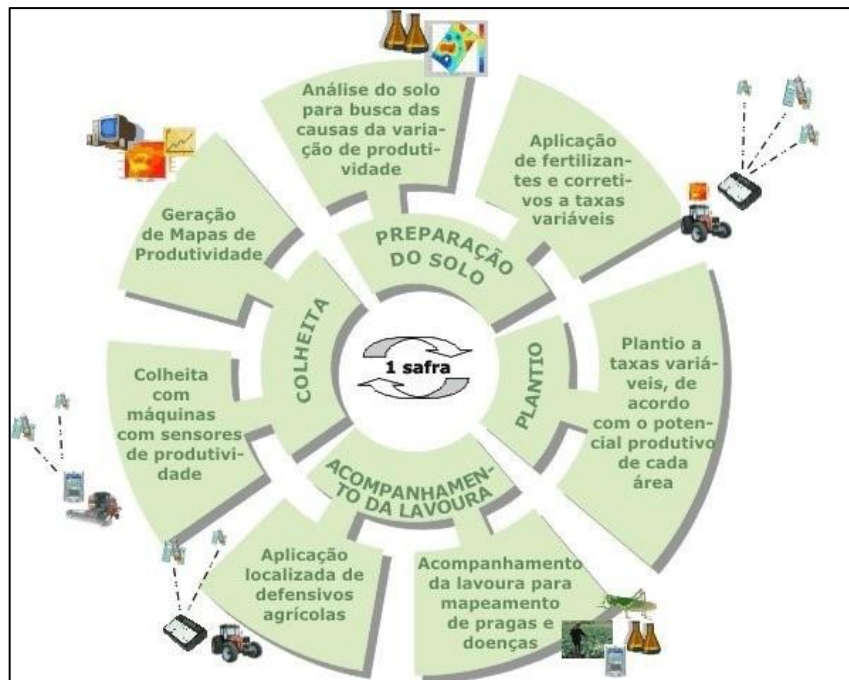 Análise do solo
para busca das
causas da varia-
ção de produti-
vidade
Aplicação
de fertilizan-
tes e correti-
vos a taxas
variáveis
PREPARAÇÃO
DO SOLO
Geração
de Mapas de
Produtividade
COLHEITA
1 safra
PLANTIO
Plantio a
taxas variá-
veis, de
acordo
com o poten-
cial produtivo
de cada
área
Colheita
com
máquinas
com sensores
de produtivi-
dade
ACOMPANHAMEN-
TO DA LAVOURA
Aplicação
localizada de
defensivos
agrícolas
Acompanhamento
da lavoura para
mapeamento
de pragas e
doenças